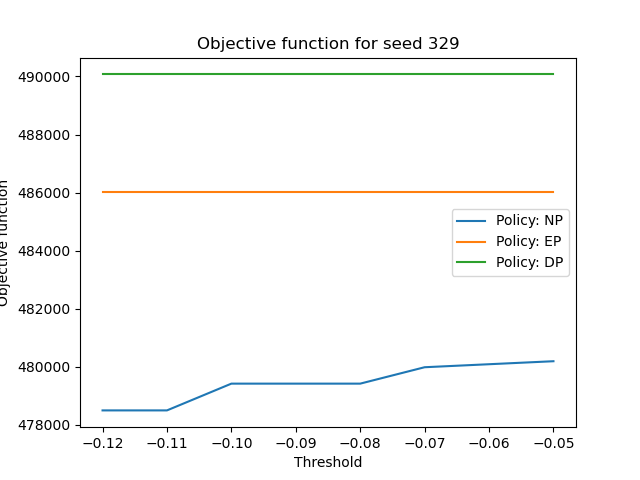 Objective function for seed 329
490000
488000
486000
484000
482000
480000
478000
Objective function
Policy: NP
Policy: EP
Policy: DP
−0.12 −0.11 −0.10 −0.09 −0.08 −0.07 −0.06 −0.05
Threshold